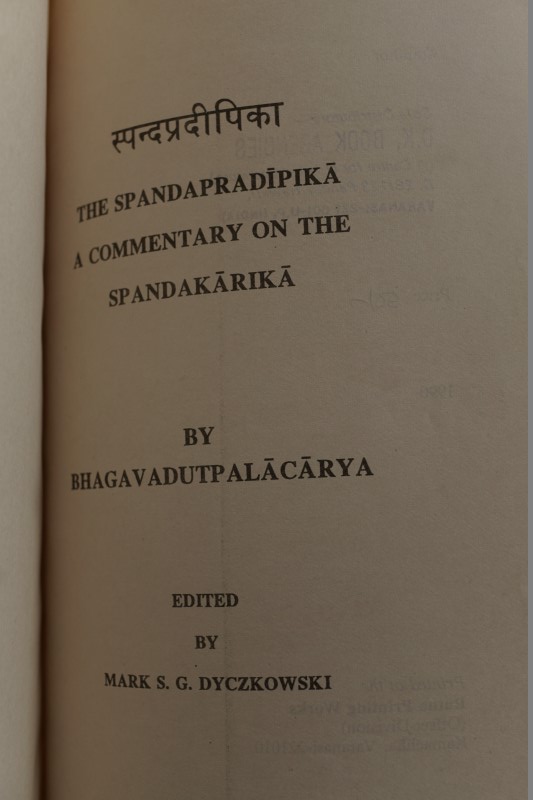 स्पन्दप्रदीपिका
THE SPANDAPRADĪPIKĀ
A COMMENTARY ON THE
SPANDAKĀRIKĀ
BY
BHAGAVADUTPALĀCĀRYA
EDITED
BY
MARK S. G. DYCZKOWSKI